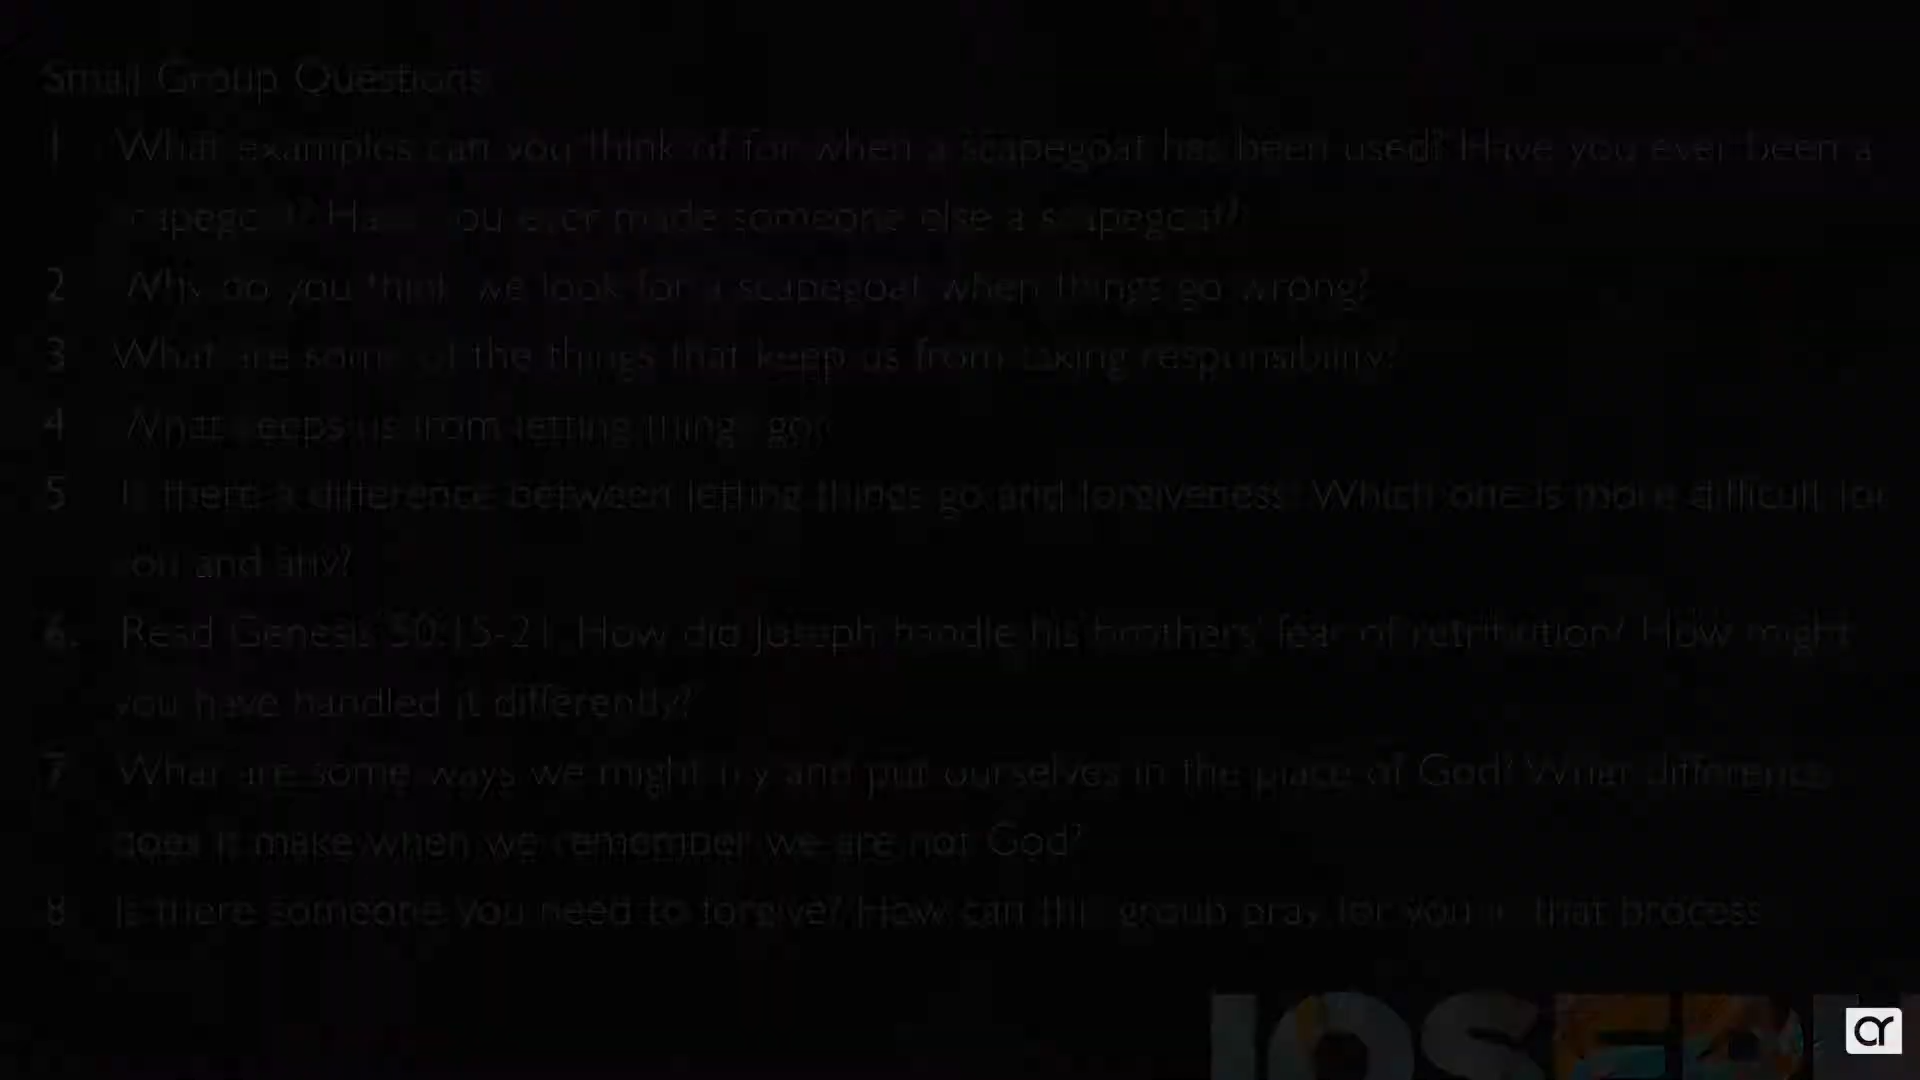 Small Group Questions
1 What examples can you think of for when a scapegoat has been used? Have you ever been a
scapegoat? Have you ever made someone else a scapegoat?
2 Why do you think we look for a scapegoat when things go wrong?
3 What are some of the things that keep us from taking responsibility?
4 What keeps us from letting things go?
5 Is there a difference between letting things go and forgiveness? Which one is more difficult for
you and
6. Read Genesis 50:15-21. How did Joseph handle his brothers' fear of retribution? How might
you have handled it differently?
7 What are some ways we might try and put ourselves in the place of God? What difference
does it make when we remember we are not God?
8 Is there someone you need to forgive? How can this group pray for you in that process
JOSEPH